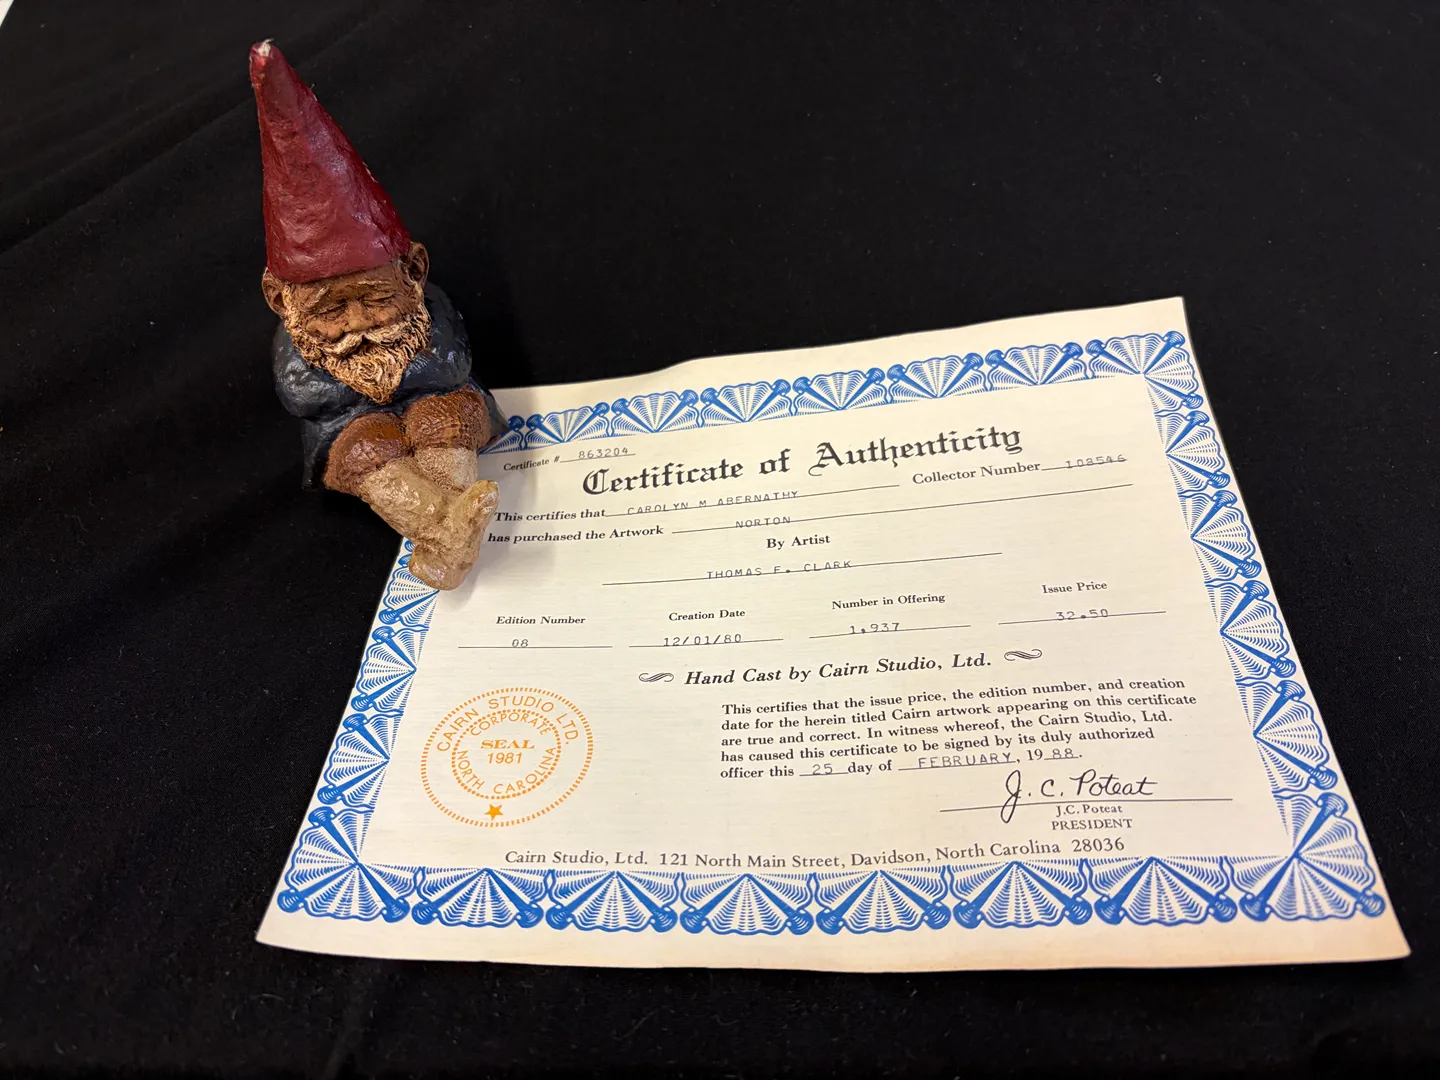 Certificate # 863204
Certificate of Authenticity
Collector Number 108546
This certifies that CAROLYN M ABERNATHY
has purchased the Artwork NORTON
By Artist
THOMAS F. CLARK
Edition Number Creation Date Number in Offering Issue Price
08 12/01/80 1,937 32.50
Hand Cast by Cairn Studio, Ltd.
This certifies that the issue price, the edition number, and creation
date for the herein titled Cairn artwork appearing on this certificate
are true and correct. In witness whereof, the Cairn Studio, Ltd.
has caused this certificate to be signed by its duly authorized
officer this 25 day of FEBRUARY, 19 88.
CAIRN STUDIO LTD.
CORPORATE
SEAL
1981
NORTH CAROLINA
J. C. Poteat
J.C. Poteat
PRESIDENT
Cairn Studio, Ltd. 121 North Main Street, Davidson, North Carolina 28036